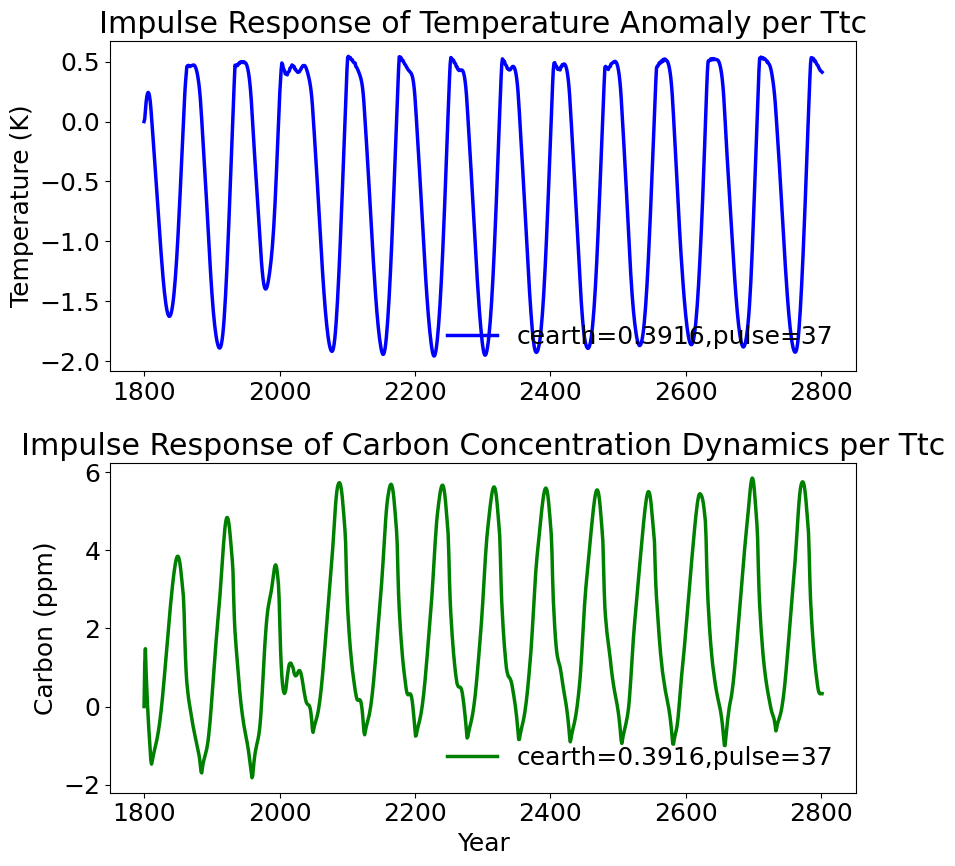 Impulse Response of Temperature Anomaly per Ttc
Temperature (K)
0.5
0.0
−0.5
−1.0
−1.5
−2.0
cearth=0.3916,pulse=37
1800 2000 2200 2400 2600 2800
Impulse Response of Carbon Concentration Dynamics per Ttc
Carbon (ppm)
6
4
2
0
−2
cearth=0.3916,pulse=37
1800 2000 2200 2400 2600 2800
Year